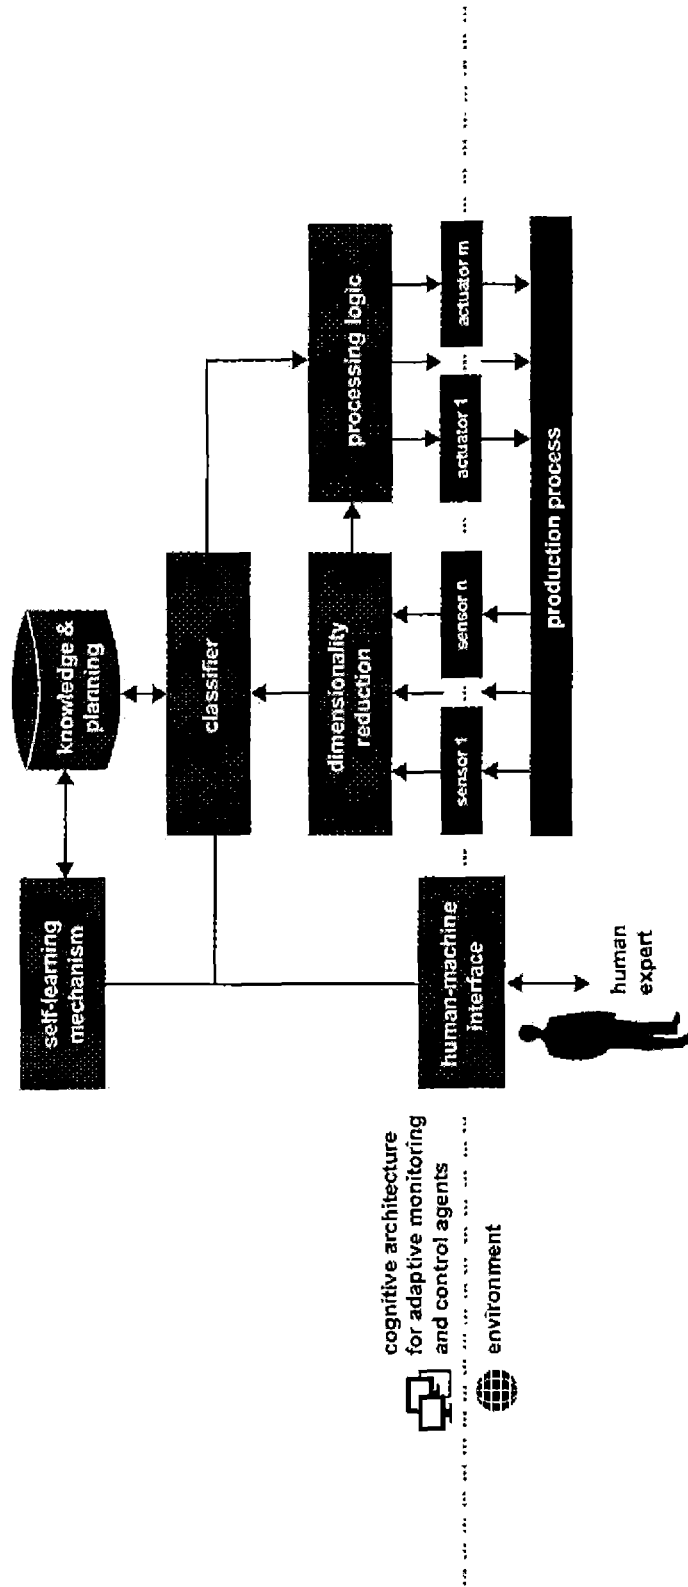 self-learning
mechanism
knowledge &
planning
classifier
dimensionality
reduction
processing logic
cognitive architecture
for adaptive monitoring
and control agents
human-machine
interface
sensor 1
sensor n
actuator 1
actuator m
environment
production process
human
expert